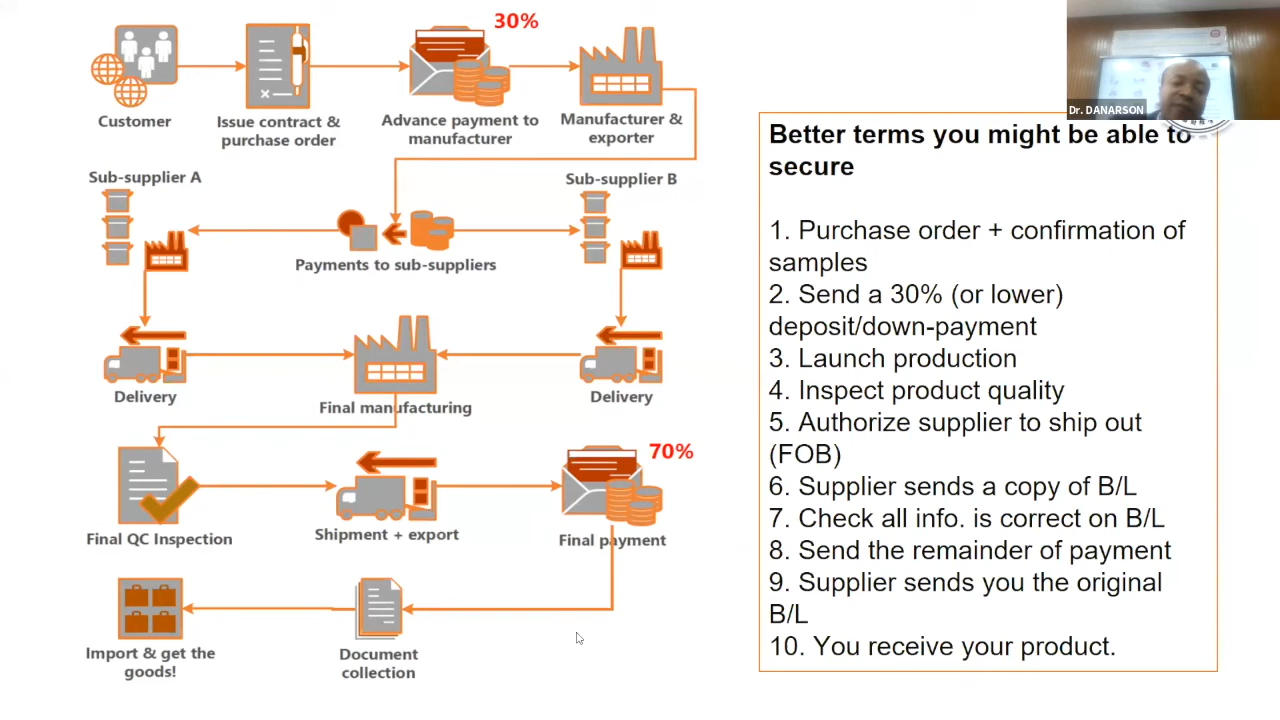 30%
Customer
Issue contract &
purchase order
Advance payment to
manufacturer
Manufacturer &
exporter
Sub-supplier A
Sub-supplier B
Payments to sub-suppliers
Delivery
Final manufacturing
Delivery
70%
Final QC Inspection
Shipment + export
Final payment
Import & get the
goods!
Document
collection
Dr. DANARSON
Better terms you might be able to
secure
1. Purchase order + confirmation of
samples
2. Send a 30% (or lower)
deposit/down-payment
3. Launch production
4. Inspect product quality
5. Authorize supplier to ship out
(FOB)
6. Supplier sends a copy of B/L
7. Check all info. is correct on B/L
8. Send the remainder of payment
9. Supplier sends you the original
B/L
10. You receive your product.